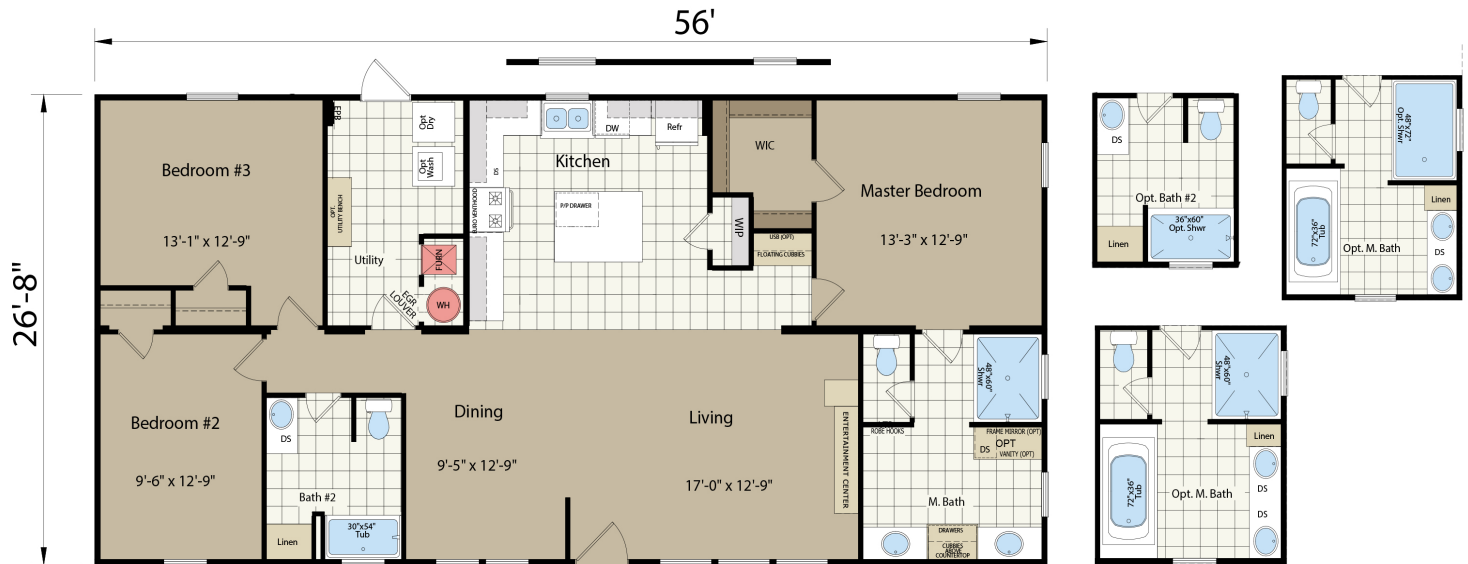 56'
26'-8"
Bedroom #3
13'-1" x 12'-9"
EPB
Opt
Dry
Opt
Wash
OPT.
UTILITY BENCH
Utility
FURN
WH
EGR
LOUVER
DW
Refr
DS
Kitchen
EURO VENTHOOD
P/P DRAWER
WIC
WIP
USB (OPT)
FLOATING CUBBIES
Master Bedroom
13'-3" x 12'-9"
Bedroom #2
9'-6" x 12'-9"
DS
Bath #2
Linen
30"x54"
Tub
Dining
9'-5" x 12'-9"
Living
17'-0" x 12'-9"
ENTERTAINMENT CENTER
48"x60"
Shwr
ROBE HOOKS
FRAME MIRROR (OPT)
DS
OPT
VANITY (OPT)
M. Bath
DRAWERS
CUBBIES
ABOVE
COUNTERTOP
DS
Opt. Bath #2
36"x60"
Opt. Shwr
Linen
48"x72"
Opt. Shwr
Linen
72"x36"
Tub
DS
Opt. M. Bath
48"x60"
Shwr
Linen
72"x36"
Tub
DS
Opt. M. Bath
DS